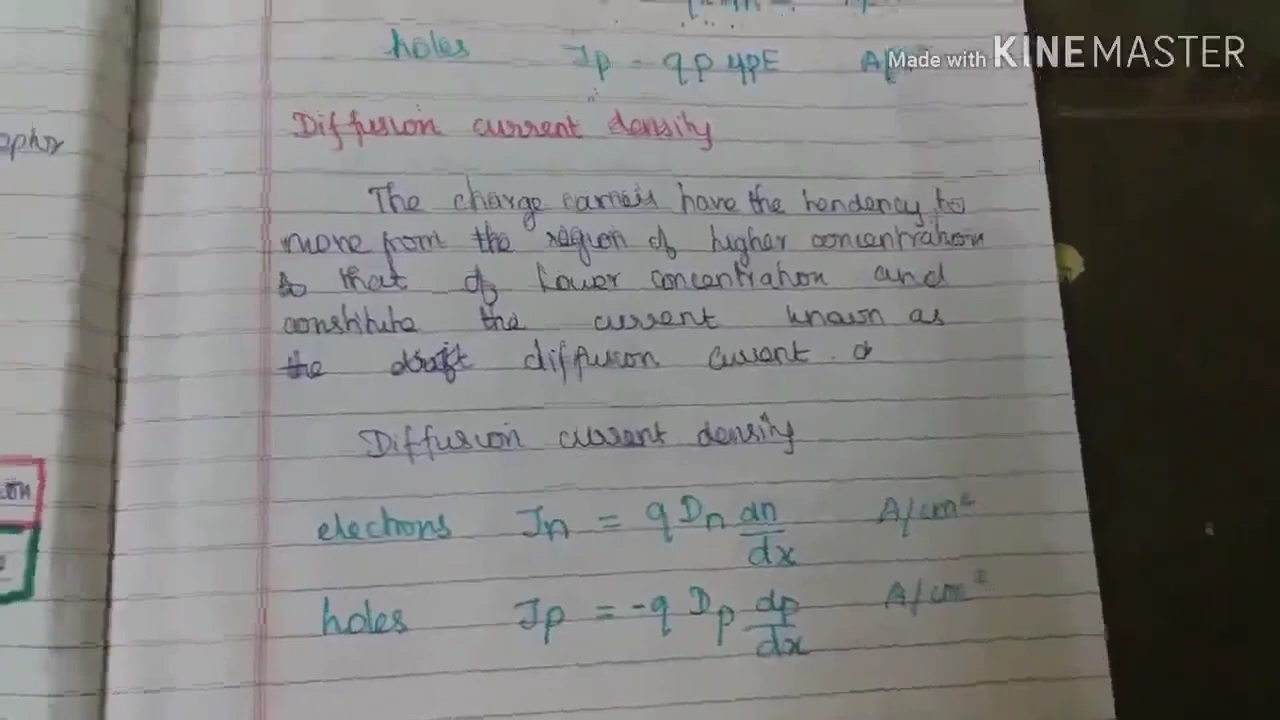 holes Jp = qpμpE
Made with KINEMASTER
Diffusion current density
The charge carriers have the tendency to
move from the region of higher concentration
to that of lower concentration and
constitute the current known as
the drift diffusion current. d
Diffusion current density
electrons Jn = q Dn dn/dx A/cm²
holes Jp = -q Dp dp/dx A/cm²